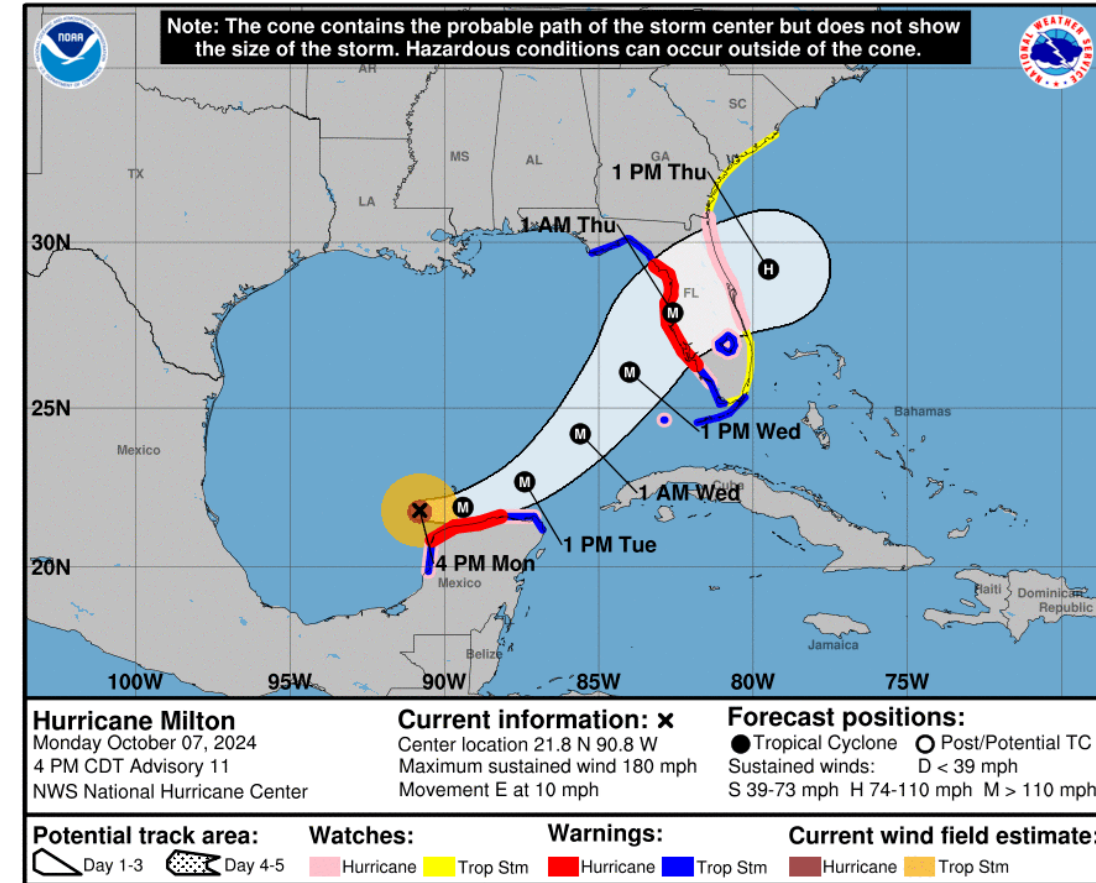 Note: The cone contains the probable path of the storm center but does not show
the size of the storm. Hazardous conditions can occur outside of the cone.
NOAA
NATIONAL WEATHER SERVICE
AR
SC
TX
MS
AL
GA
1 PM Thu
LA
1 AM Thu
30N
H
FL
M
M
25N
Bahamas
1 PM Wed
Mexico
M
Cuba
M
1 AM Wed
M
1 PM Tue
4 PM Mon
20N
Mexico
Haiti
Dominican
Republic
Jamaica
Belize
100W 95W 90W 85W 80W 75W
Hurricane Milton
Monday October 07, 2024
4 PM CDT Advisory 11
NWS National Hurricane Center
Current information: ×
Center location 21.8 N 90.8 W
Maximum sustained wind 180 mph
Movement E at 10 mph
Forecast positions:
Tropical Cyclone Post/Potential TC
Sustained winds: D < 39 mph
S 39-73 mph H 74-110 mph M > 110 mph
Potential track area:
Day 1-3 Day 4-5
Watches:
Hurricane Trop Stm
Warnings:
Hurricane Trop Stm
Current wind field estimate:
Hurricane Trop Stm